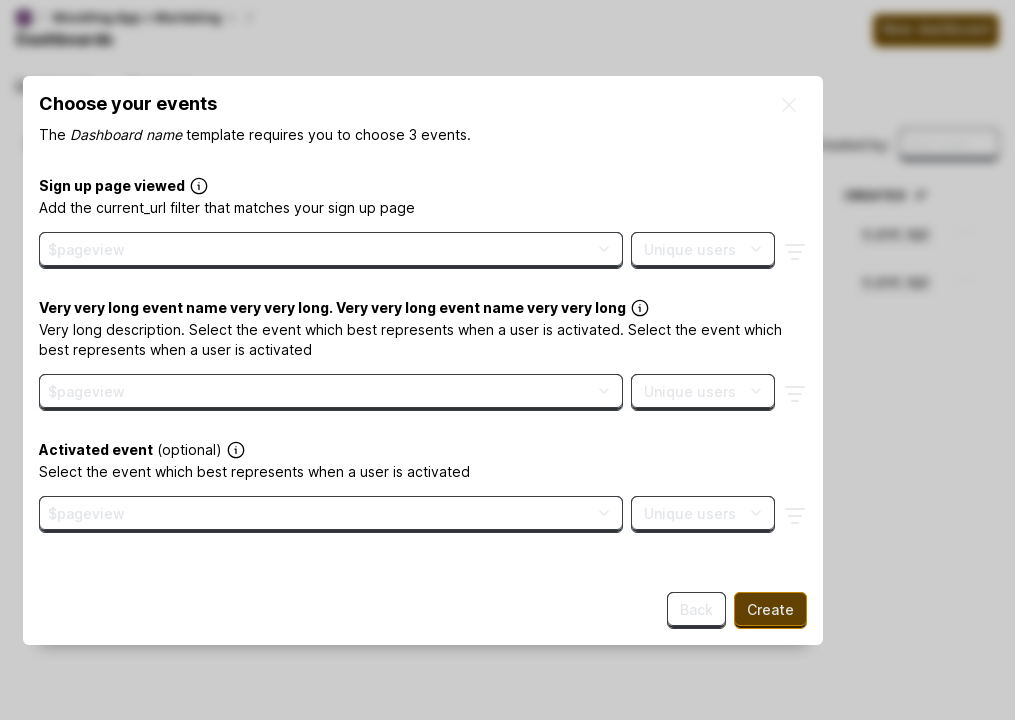 Dashboards
Choose your events
The Dashboard name template requires you to choose 3 events.
Sign up page viewed
Add the current_url filter that matches your sign up page
$pageview Unique users
Very very long event name very very long. Very very long event name very very long
Very long description. Select the event which best represents when a user is activated. Select the event which
best represents when a user is activated
$pageview Unique users
Activated event (optional)
Select the event which best represents when a user is activated
$pageview Unique users
Back Create